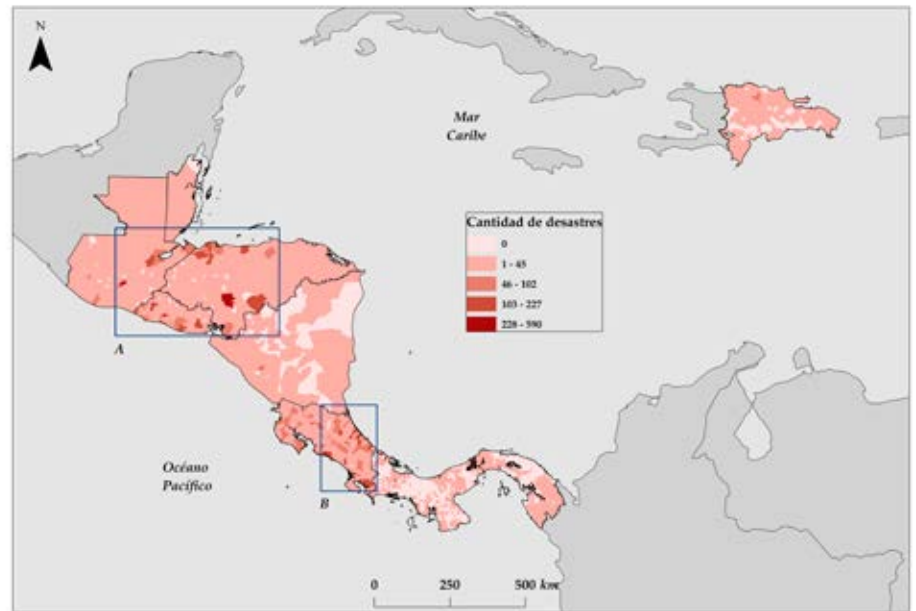 N
Mar
Caribe
Cantidad de desastres
0
1 - 45
46 - 102
103 - 227
228 - 590
A
Océano
Pacífico
B
0 250 500 km